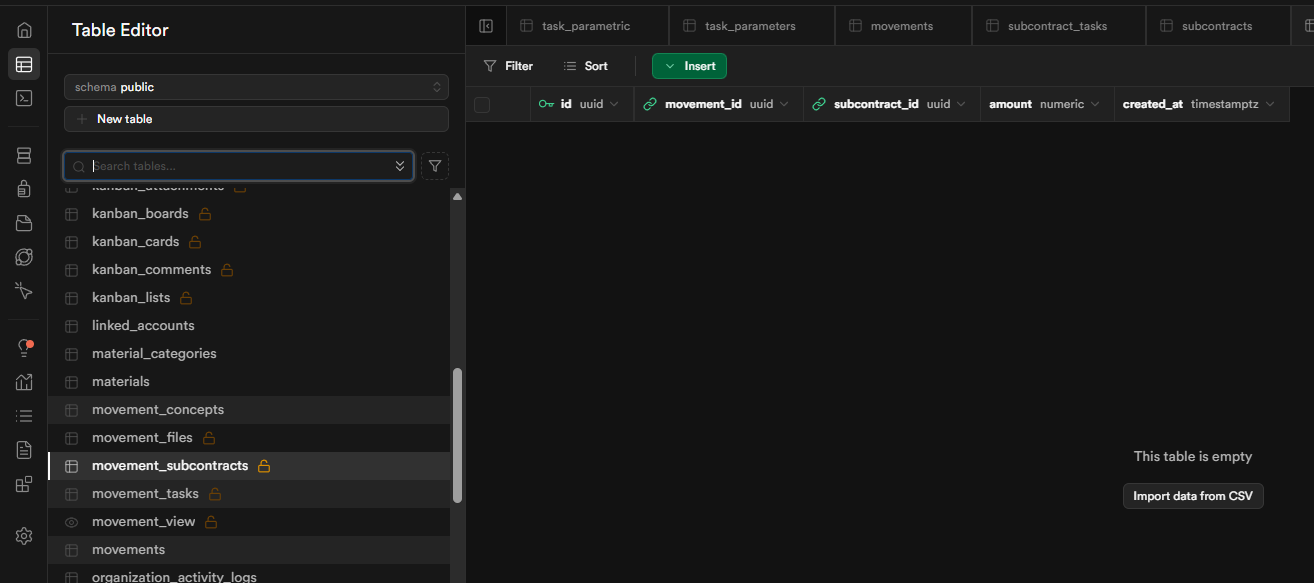 Table Editor
schema public
New table
Search tables...
kanban_attachments
kanban_boards
kanban_cards
kanban_comments
kanban_lists
linked_accounts
material_categories
materials
movement_concepts
movement_files
movement_subcontracts
movement_tasks
movement_view
movements
organization_activity_logs
task_parametric
task_parameters
movements
subcontract_tasks
subcontracts
Filter
Sort
Insert
id uuid
movement_id uuid
subcontract_id uuid
amount numeric
created_at timestamptz
This table is empty
Import data from CSV